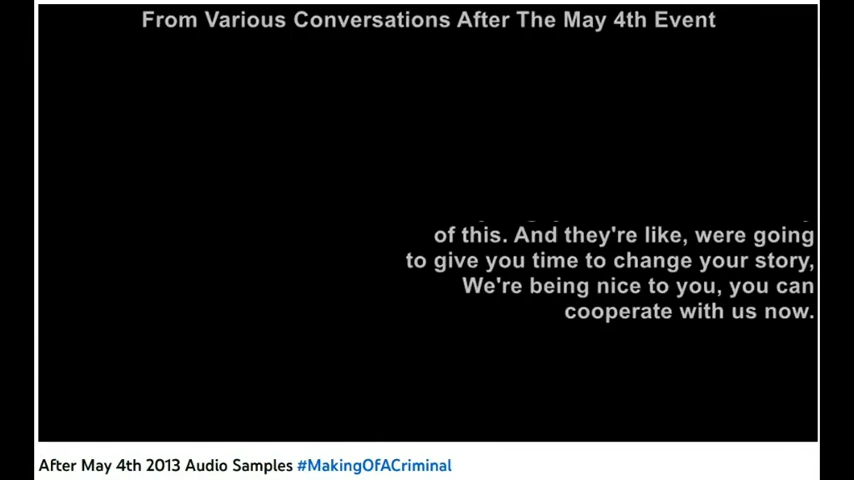 From Various Conversations After The May 4th Event
of this. And they're like, were going
to give you time to change your story,
We're being nice to you, you can
cooperate with us now.
After May 4th 2013 Audio Samples #MakingOfACriminal